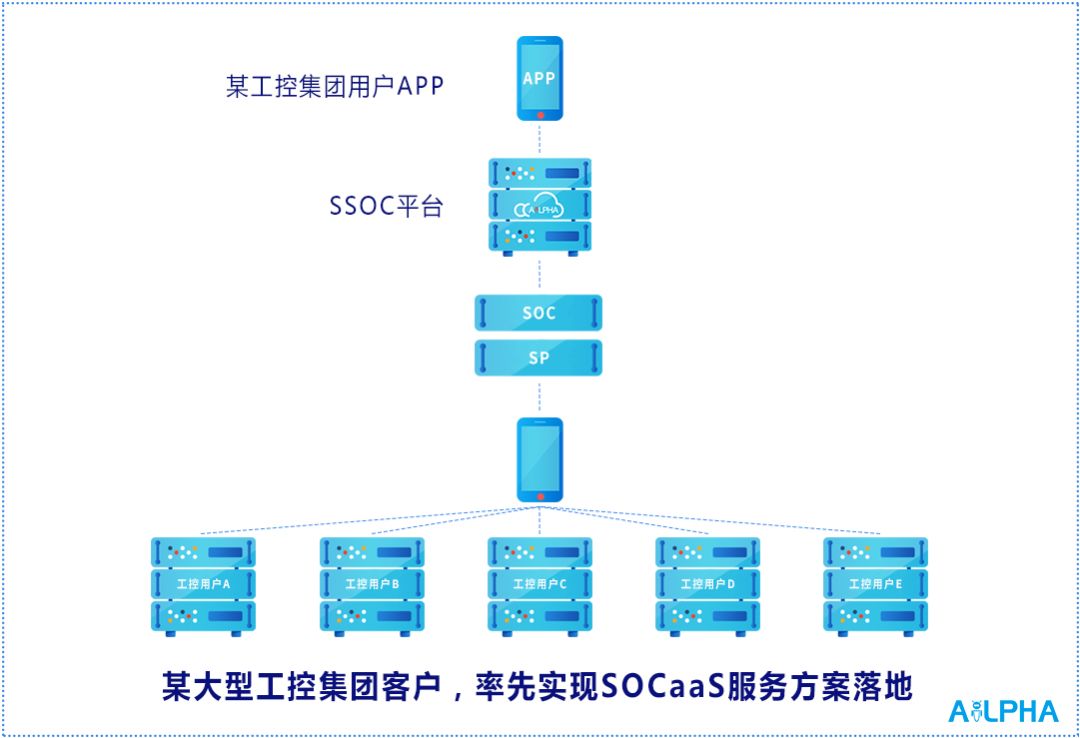 某工控集团用户APP
APP
SSOC平台
AiLPHA
SOC
SP
工控用户A
工控用户B
工控用户C
工控用户D
工控用户E
某大型工控集团客户，率先实现SOCaaS服务方案落地
AiLPHA